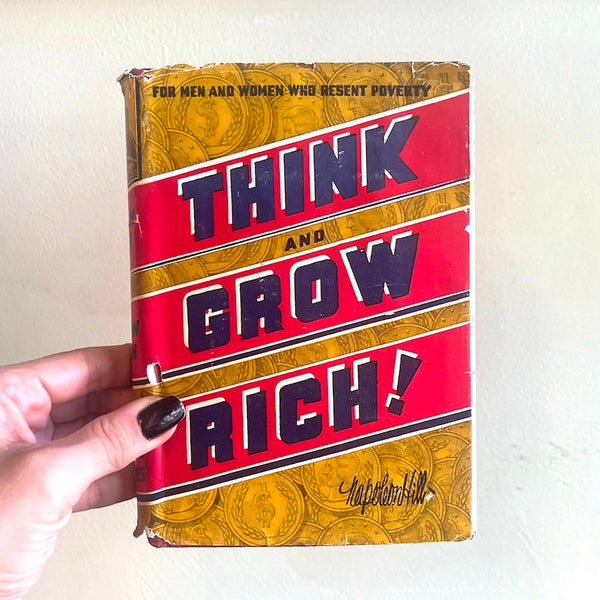 FOR MEN AND WOMEN WHO RESENT POVERTY
THINK
AND
GROW
RICH!
Napoleon Hill